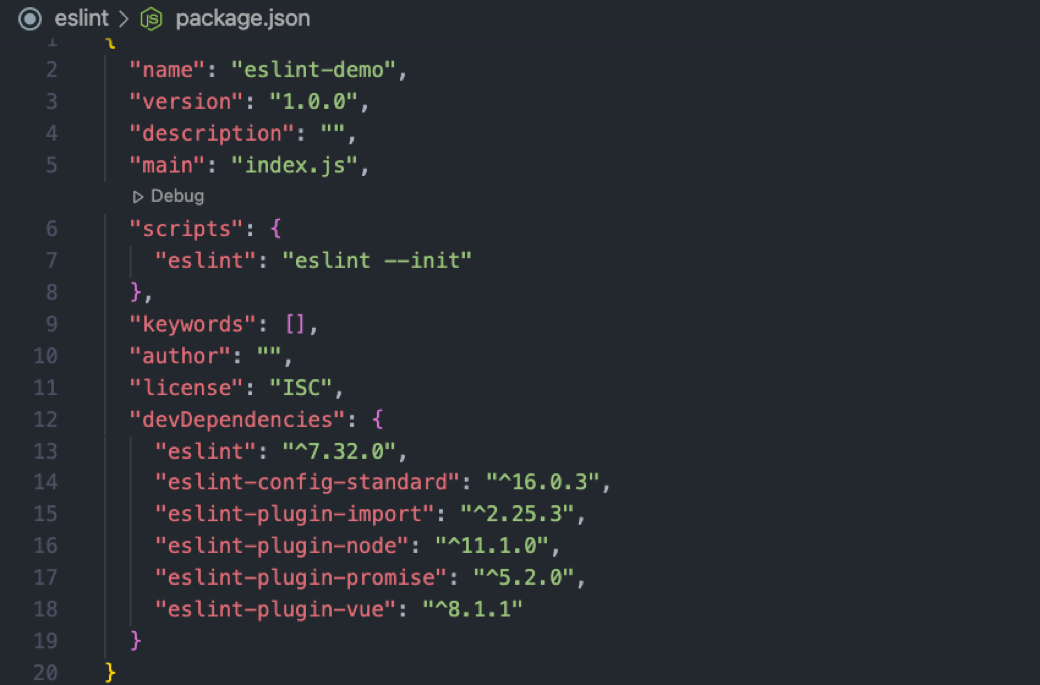 eslint > JS package.json
1 {
2 "name": "eslint-demo",
3 "version": "1.0.0",
4 "description": "",
5 "main": "index.js",
Debug
6 "scripts": {
7 "eslint": "eslint --init"
8 },
9 "keywords": [],
10 "author": "",
11 "license": "ISC",
12 "devDependencies": {
13 "eslint": "^7.32.0",
14 "eslint-config-standard": "^16.0.3",
15 "eslint-plugin-import": "^2.25.3",
16 "eslint-plugin-node": "^11.1.0",
17 "eslint-plugin-promise": "^5.2.0",
18 "eslint-plugin-vue": "^8.1.1"
19 }
20 }